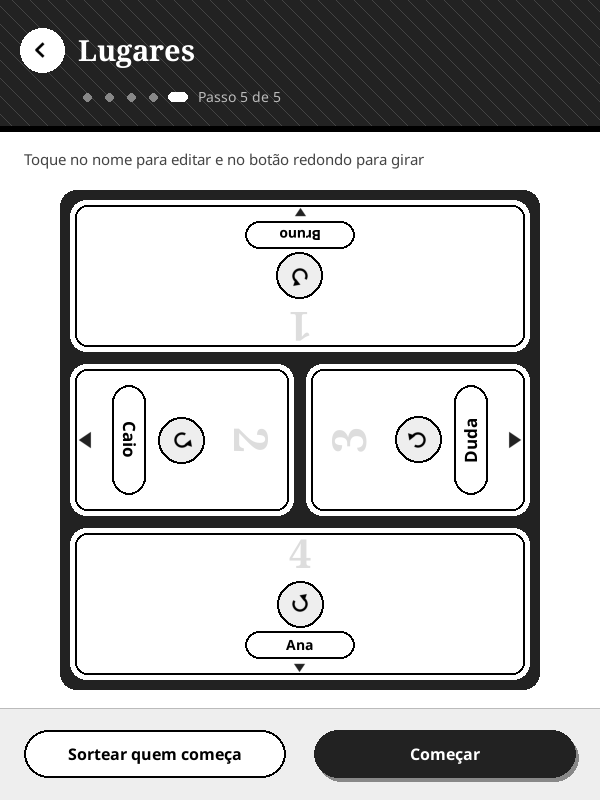 Lugares
Passo 5 de 5
Toque no nome para editar e no botão redondo para girar
Bruno
1
Caio
2
3
Duda
4
Ana
Sortear quem começa
Começar